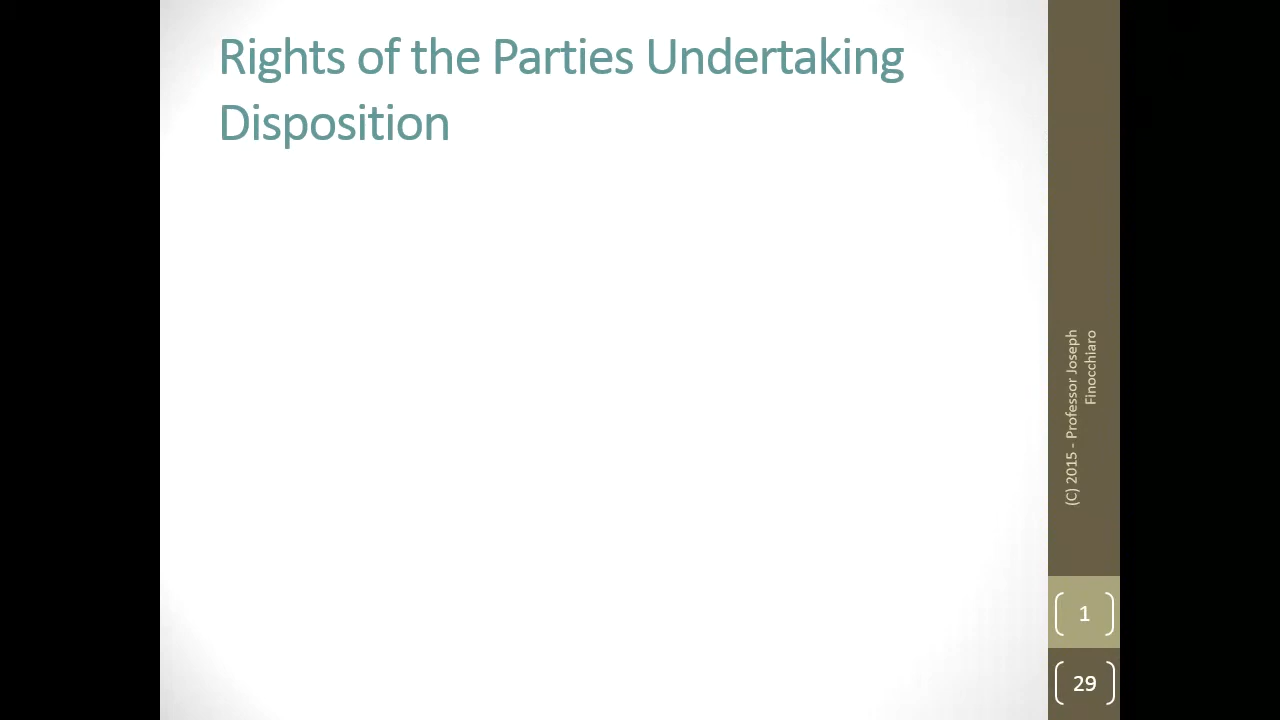 Rights of the Parties Undertaking
Disposition
(C) 2015 - Professor Joseph
Finocchiaro
1
29